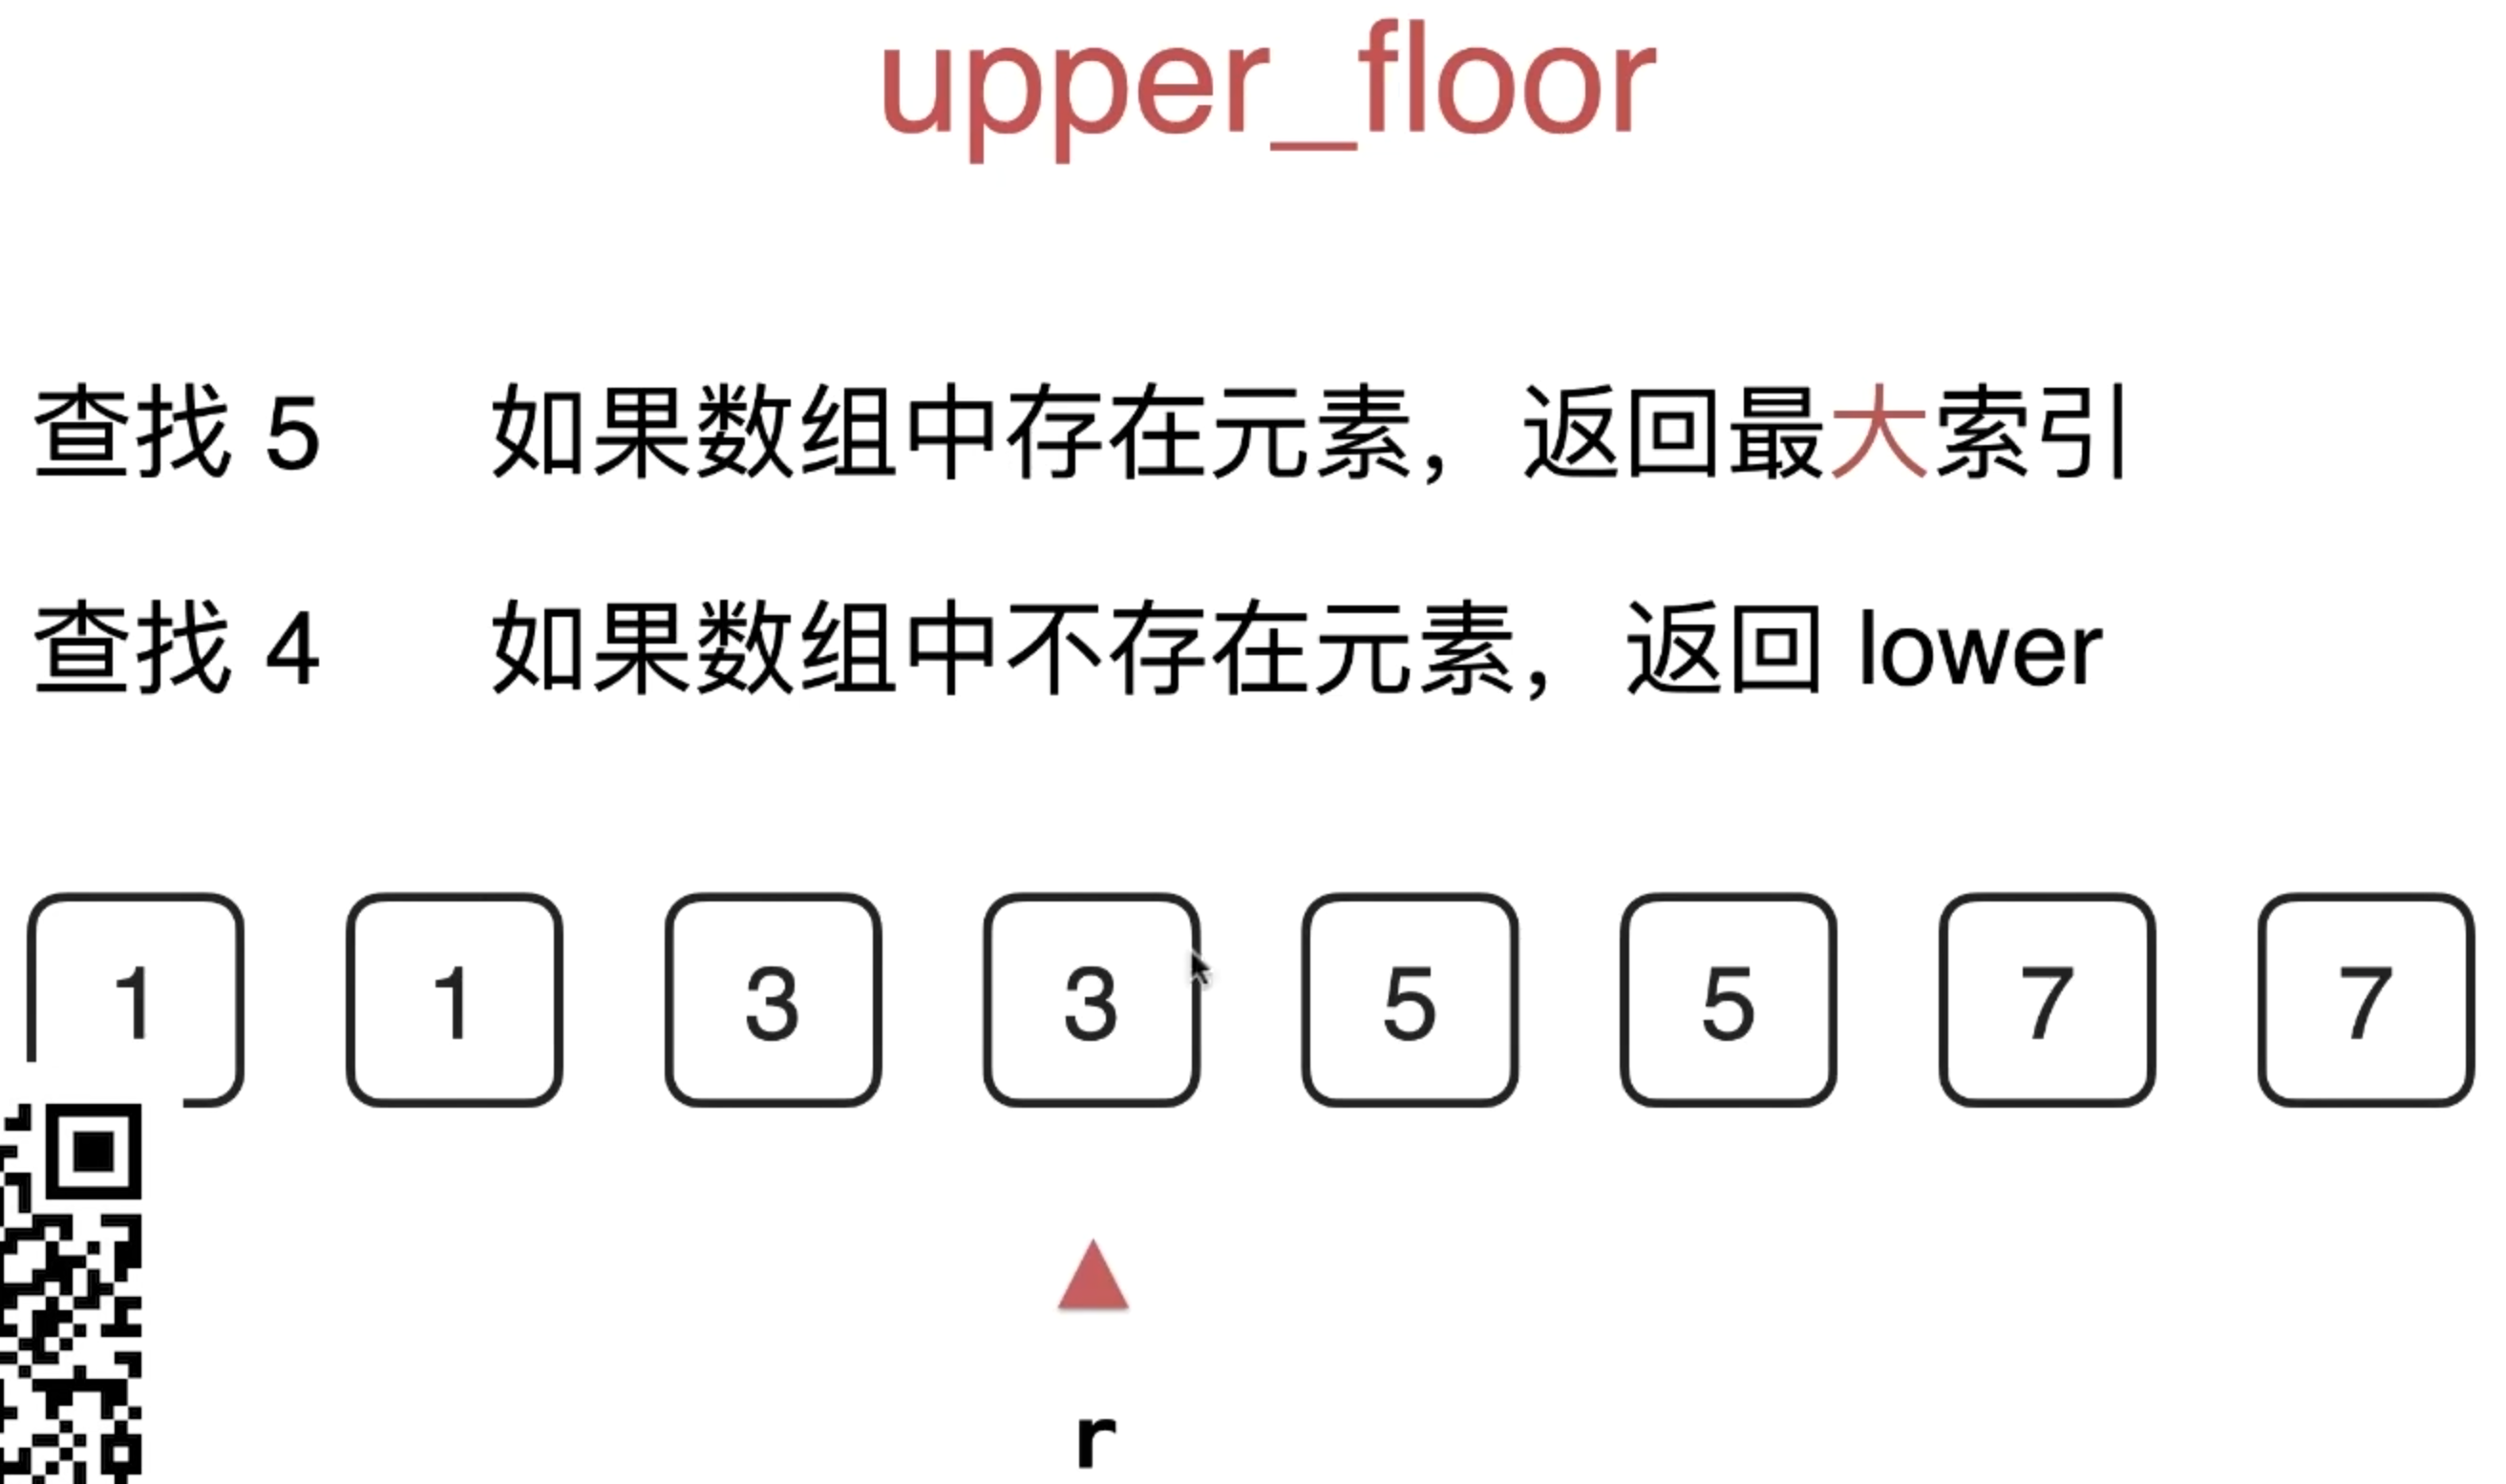 upper_floor
查找 5 如果数组中存在元素，返回最大索引
查找 4 如果数组中不存在元素，返回 lower
1 1 3 3 5 5 7 7
r